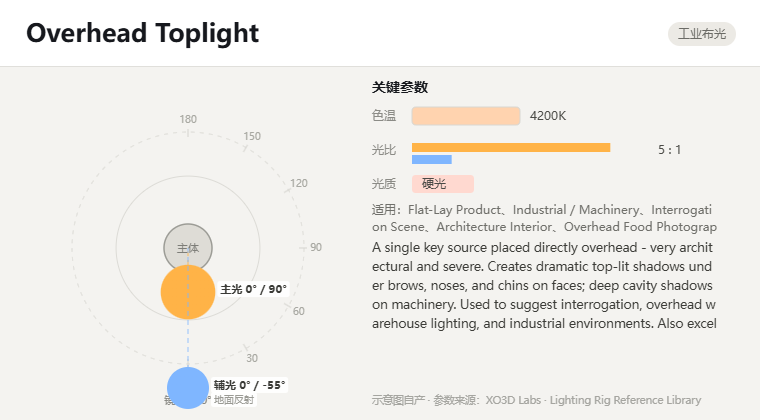 Overhead Toplight
工业布光
关键参数
色温 4200K
光比 5 : 1
光质 硬光
适用：Flat-Lay Product、Industrial / Machinery、Interrogati
on Scene、Architecture Interior、Overhead Food Photograp
A single key source placed directly overhead - very archit
ectural and severe. Creates dramatic top-lit shadows und
er brows, noses, and chins on faces; deep cavity shadows
on machinery. Used to suggest interrogation, overhead w
arehouse lighting, and industrial environments. Also excel
180
150
120
90
60
30
主体
主光 0° / 90°
辅光 0° / -55°
地面反射
示意图自产 · 参数来源：XO3D Labs · Lighting Rig Reference Library